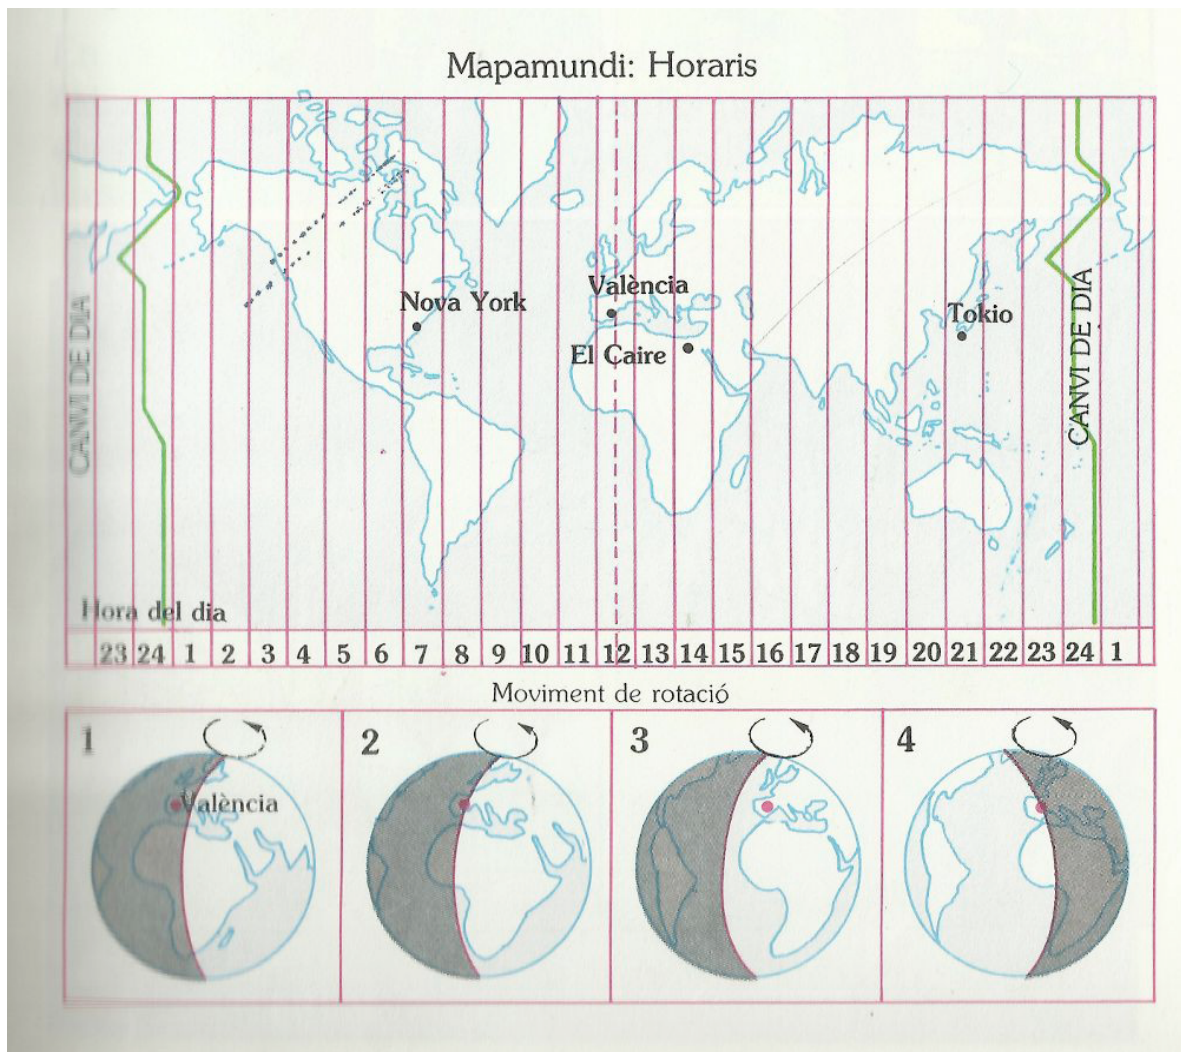 Mapamundi: Horaris
CANVI DE DIA
Nova York
València
El Caire
Tokio
CANVI DE DIA
Hora del dia
23 24 1 2 3 4 5 6 7 8 9 10 11 12 13 14 15 16 17 18 19 20 21 22 23 24 1
Moviment de rotació
1 2 3 4
València